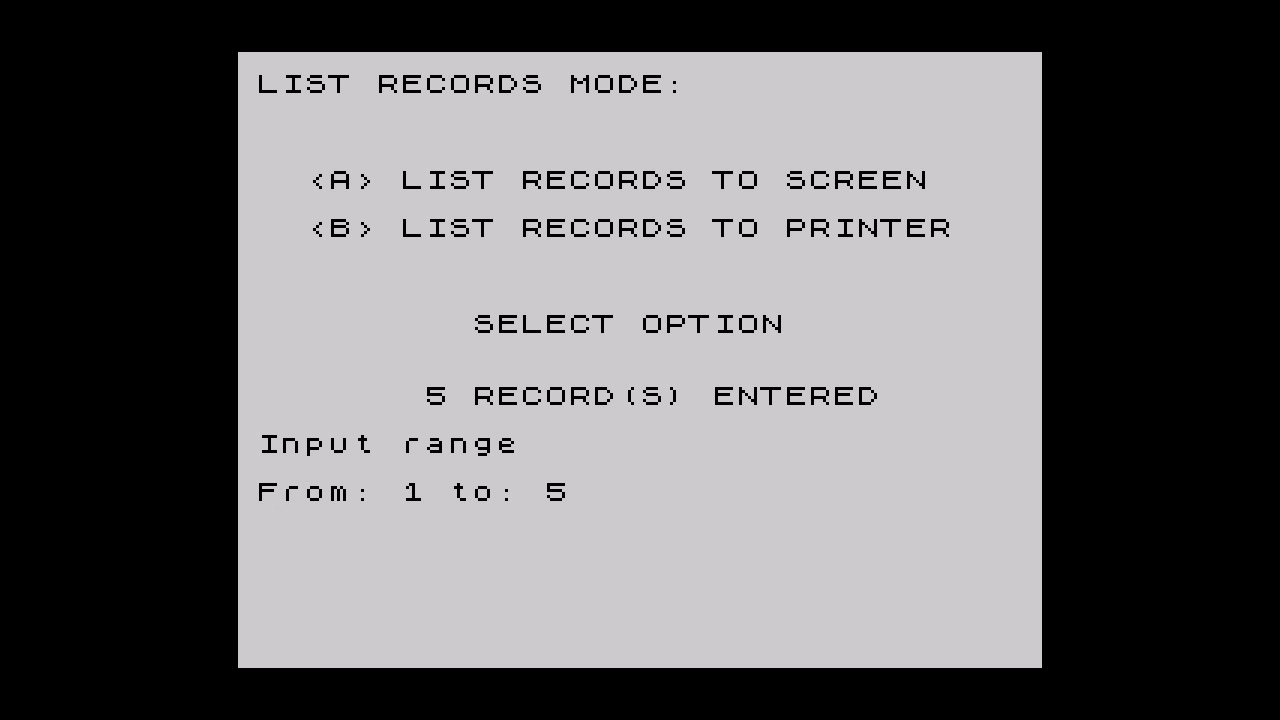 LIST RECORDS MODE:
<A> LIST RECORDS TO SCREEN
<B> LIST RECORDS TO PRINTER
SELECT OPTION
5 RECORD(S) ENTERED
Input range
From: 1 to: 5